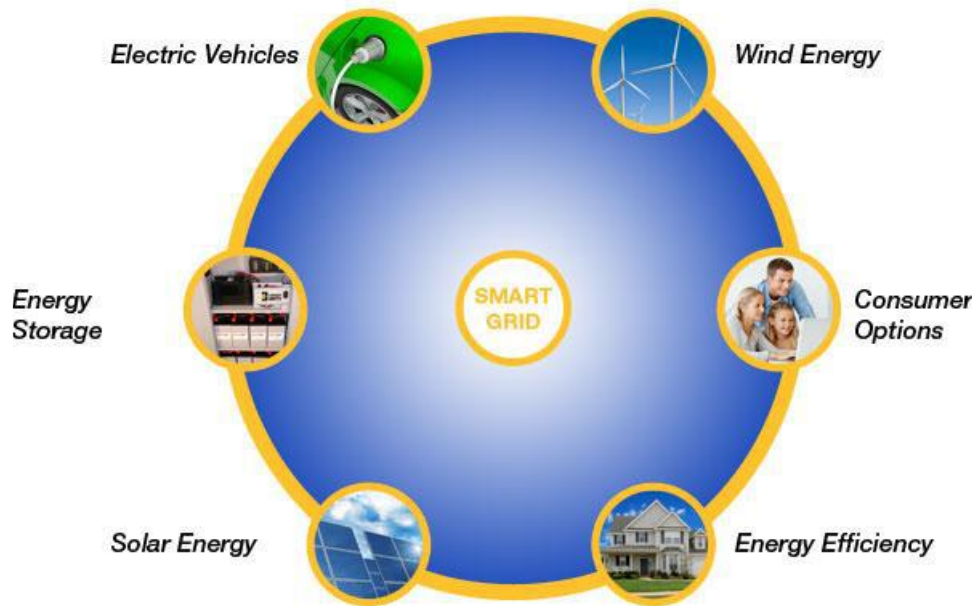 Electric Vehicles
Wind Energy
Energy
Storage
SMART
GRID
Consumer
Options
Solar Energy
Energy Efficiency